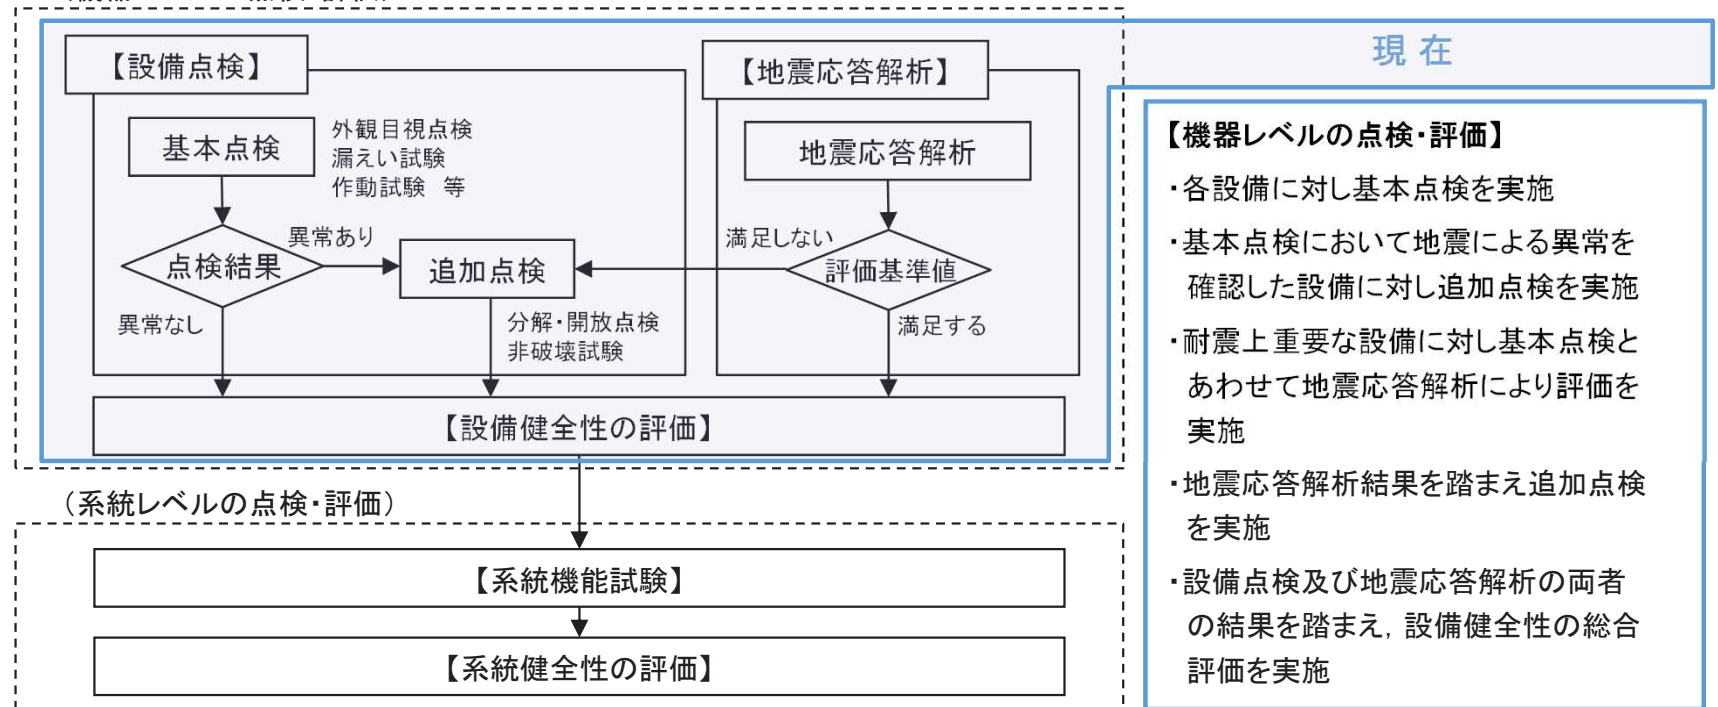 現在
【設備点検】
基本点検
外観目視点検
漏えい試験
作動試験 等
点検結果
異常あり
異常なし
追加点検
分解・開放点検
非破壊試験
【地震応答解析】
地震応答解析
満足しない
評価基準値
満足する
【設備健全性の評価】
(系統レベルの点検・評価)
【系統機能試験】
【系統健全性の評価】
【機器レベルの点検・評価】
・各設備に対し基本点検を実施
・基本点検において地震による異常を
確認した設備に対し追加点検を実施
・耐震上重要な設備に対し基本点検と
あわせて地震応答解析により評価を
実施
・地震応答解析結果を踏まえ追加点検
を実施
・設備点検及び地震応答解析の両者
の結果を踏まえ,設備健全性の総合
評価を実施